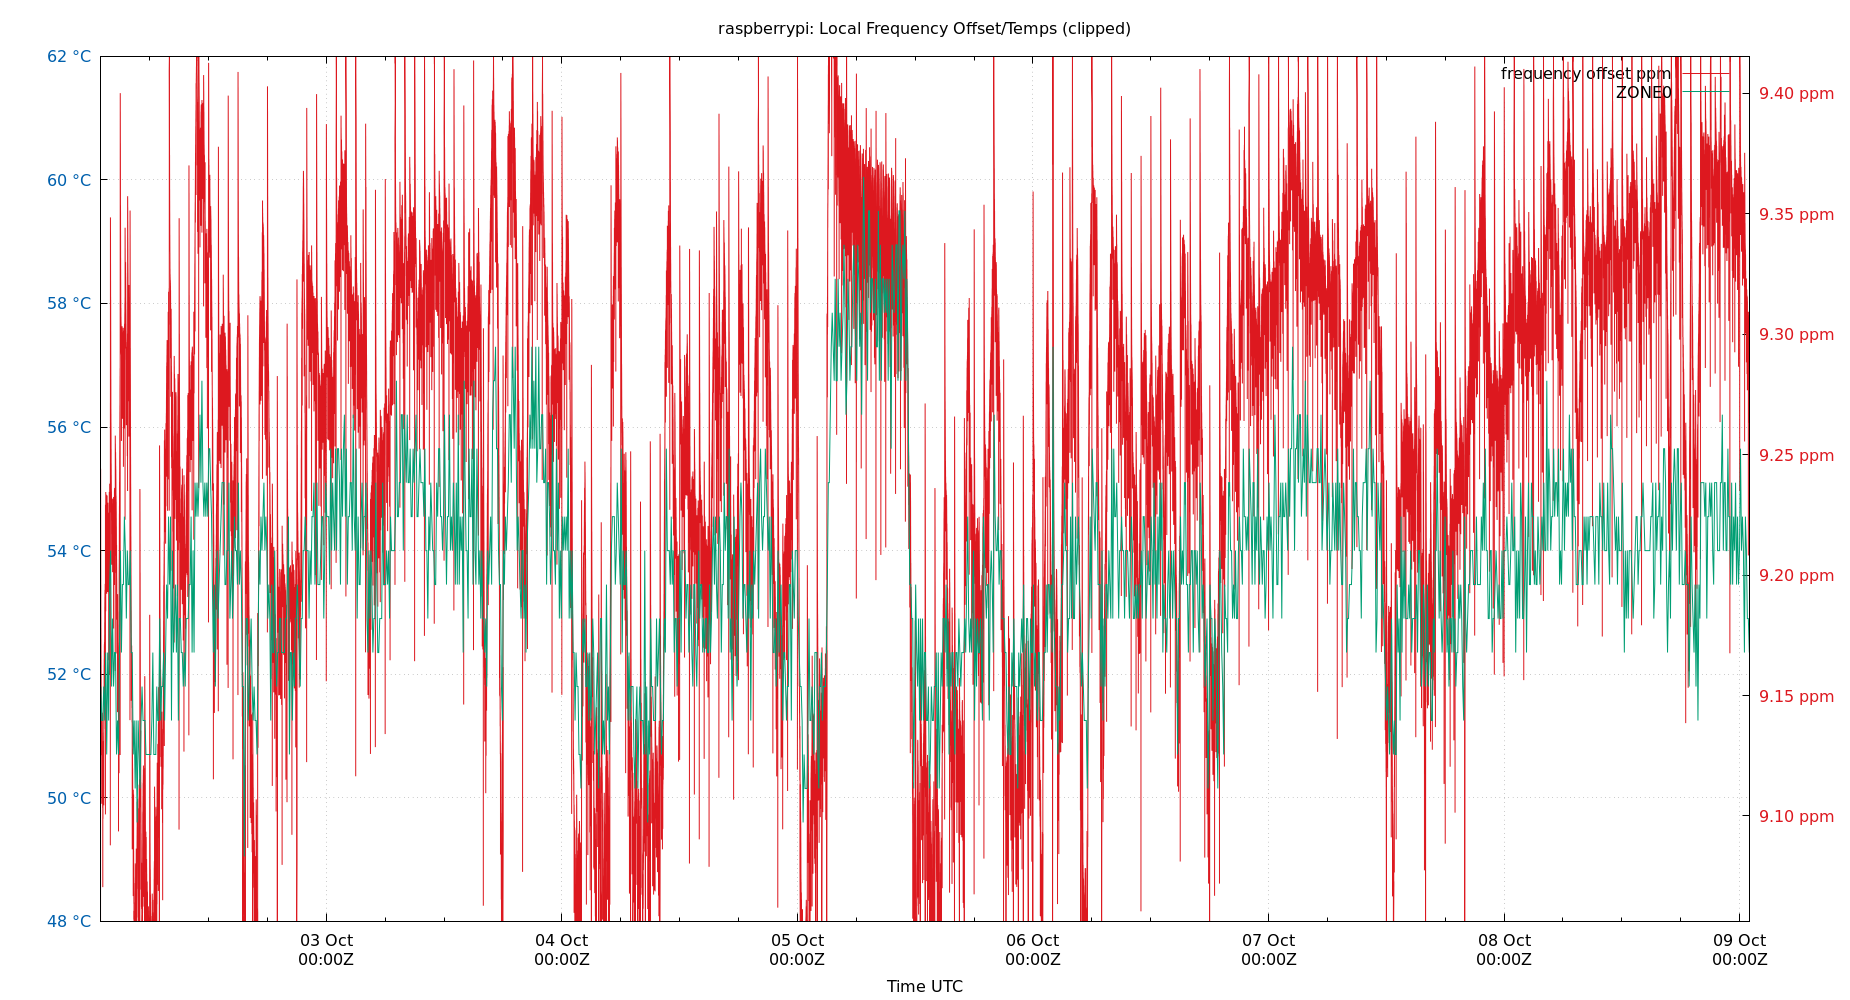 raspberrypi: Local Frequency Offset/Temps (clipped)
frequency offset ppm
ZONE0
62 °C
60 °C
58 °C
56 °C
54 °C
52 °C
50 °C
48 °C
9.40 ppm
9.35 ppm
9.30 ppm
9.25 ppm
9.20 ppm
9.15 ppm
9.10 ppm
03 Oct
00:00Z
04 Oct
00:00Z
05 Oct
00:00Z
06 Oct
00:00Z
07 Oct
00:00Z
08 Oct
00:00Z
09 Oct
00:00Z
Time UTC